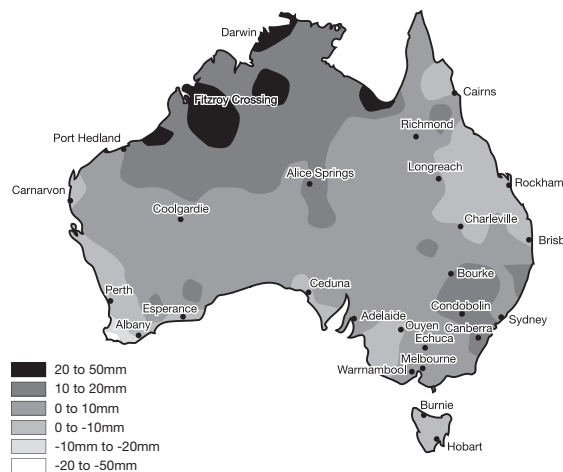 Darwin
Fitzroy Crossing
Cairns
Richmond
Port Hedland
Longreach
Alice Springs
Rockham
Carnarvon
Coolgardie
Charleville
Brisb
Bourke
Ceduna
Perth
Esperance
Condobolin
Albany
Adelaide
Sydney
Ouyen
Canberra
Echuca
Melbourne
Warrnambool
20 to 50mm
10 to 20mm
0 to 10mm
0 to -10mm
-10mm to -20mm
-20 to -50mm
Burnie
Hobart